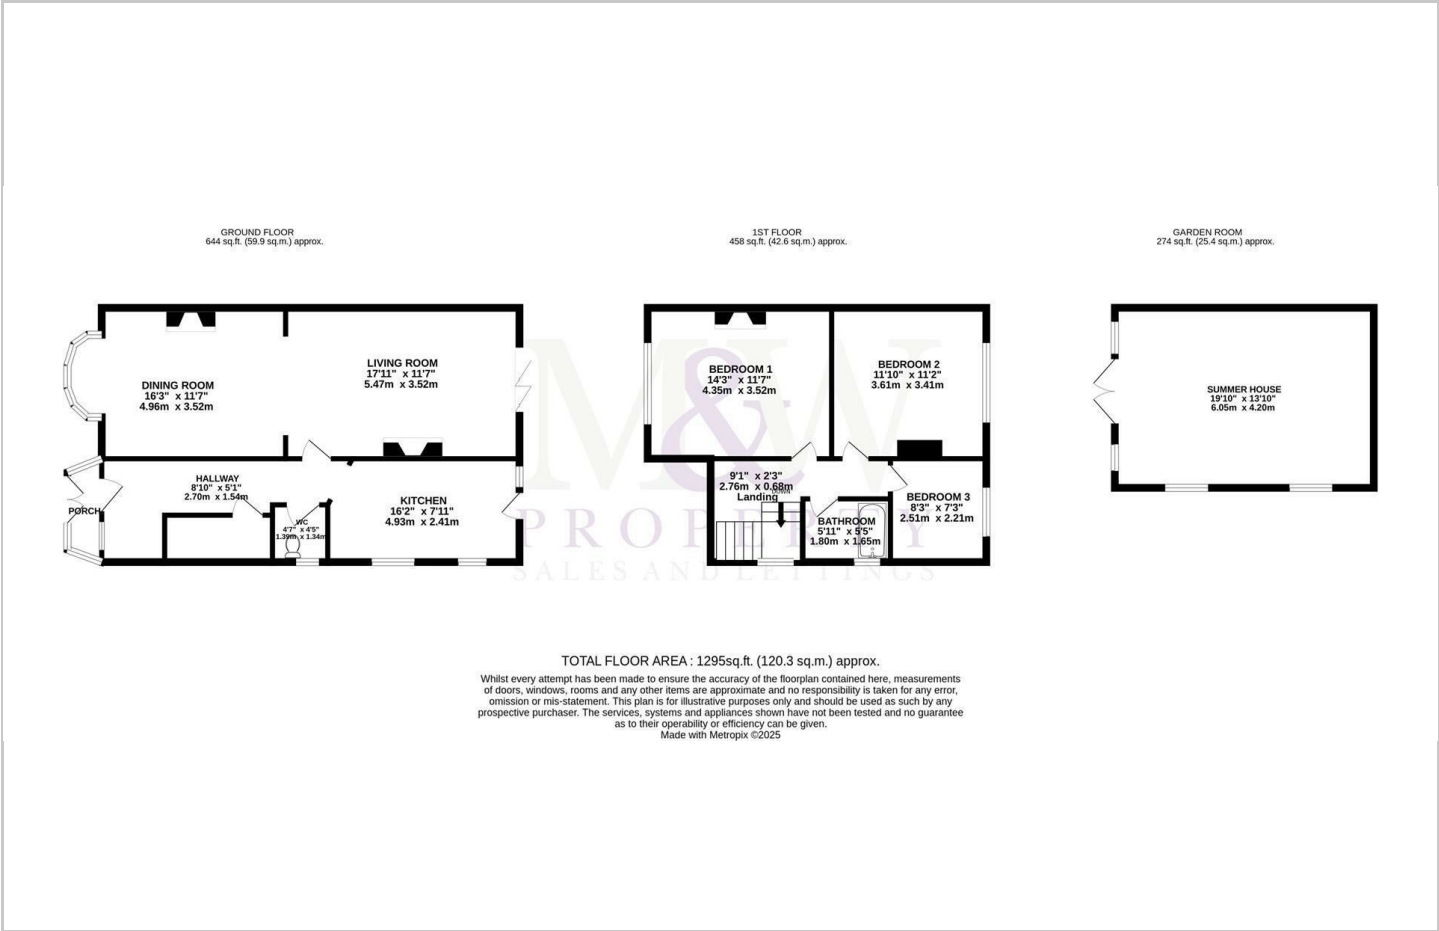 GROUND FLOOR
644 sq.ft. (59.9 sq.m.) approx.
1ST FLOOR
458 sq.ft. (42.6 sq.m.) approx.
GARDEN ROOM
274 sq.ft. (25.4 sq.m.) approx.
DINING ROOM
16'3" x 11'7"
4.96m x 3.52m
LIVING ROOM
17'11" x 11'7"
5.47m x 3.52m
HALLWAY
8'10" x 5'1"
2.70m x 1.54m
PORCH
WC
4'7" x 4'5"
1.39m x 1.34m
KITCHEN
16'2" x 7'11"
4.93m x 2.41m
BEDROOM 1
14'3" x 11'7"
4.35m x 3.52m
BEDROOM 2
11'10" x 11'2"
3.61m x 3.41m
9'1" x 2'3"
2.76m x 0.68m
Landing
DOWN
BATHROOM
5'11" x 5'5"
1.80m x 1.65m
BEDROOM 3
8'3" x 7'3"
2.51m x 2.21m
SUMMER HOUSE
19'10" x 13'10"
6.05m x 4.20m
M&W
PROPERTY
SALES AND LETTINGS
TOTAL FLOOR AREA : 1295sq.ft. (120.3 sq.m.) approx.
Whilst every attempt has been made to ensure the accuracy of the floorplan contained here, measurements
of doors, windows, rooms and any other items are approximate and no responsibility is taken for any error,
omission or mis-statement. This plan is for illustrative purposes only and should be used as such by any
prospective purchaser. The services, systems and appliances shown have not been tested and no guarantee
as to their operability or efficiency can be given.
Made with Metropix ©2025